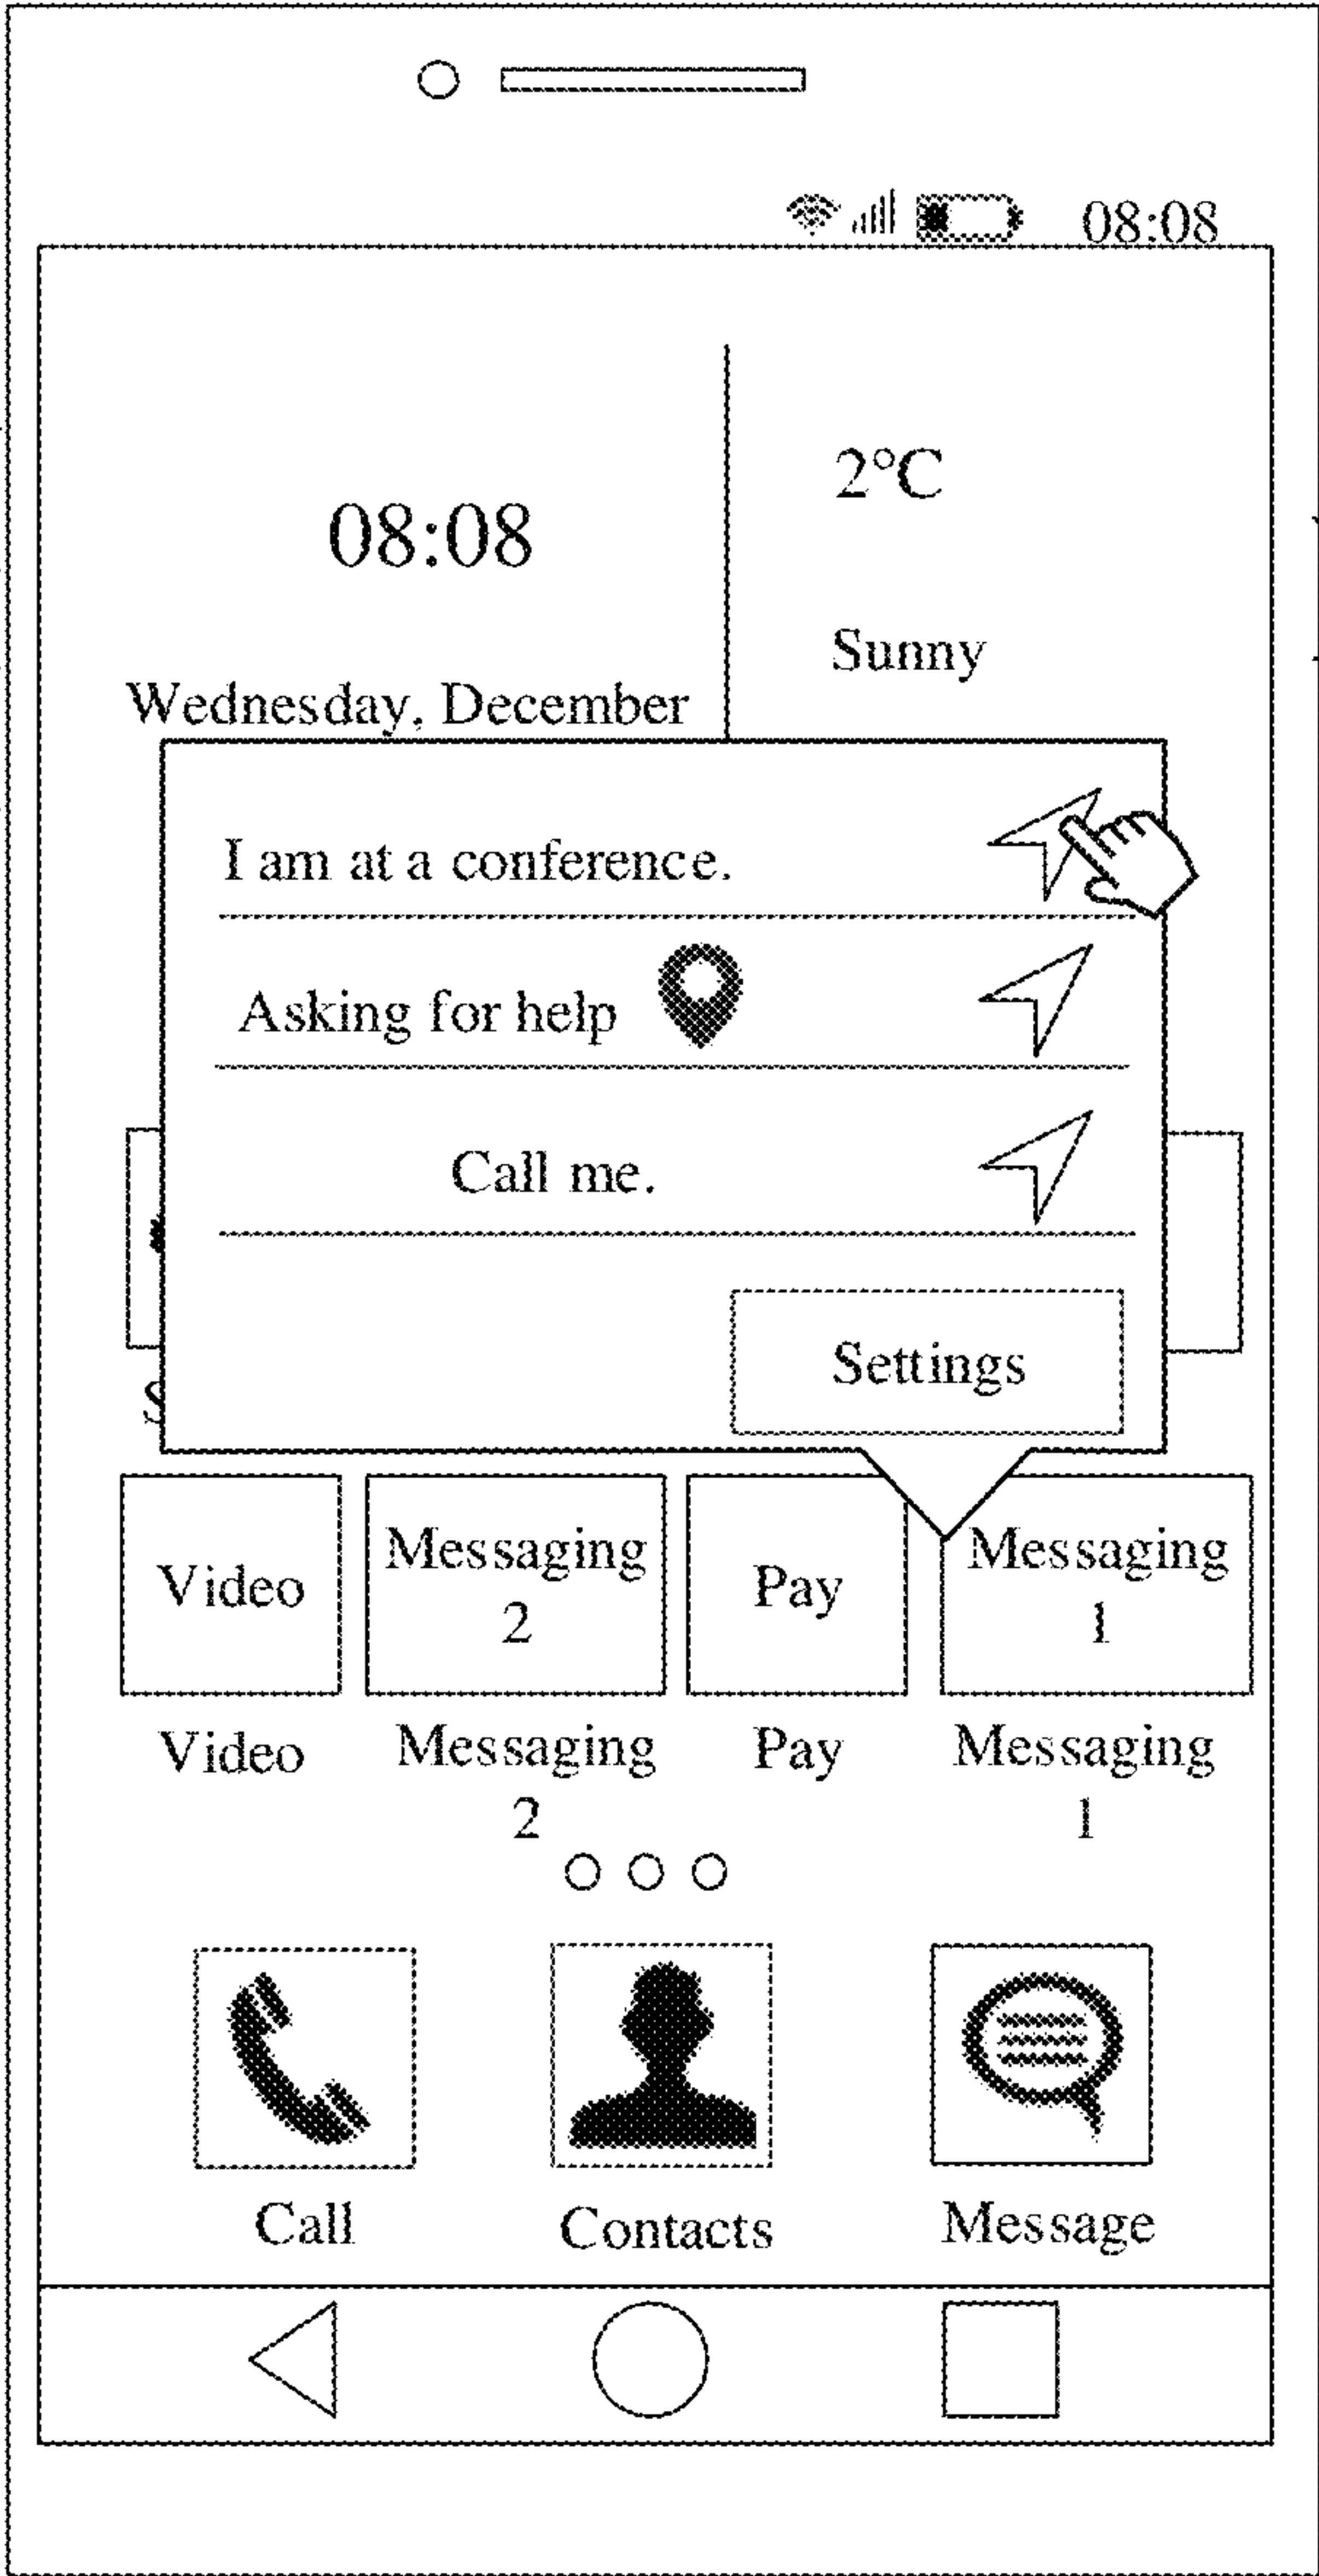 08:08
2°C
08:08
Sunny
Wednesday, December
I am at a conference.
Asking for help
Call me.
Settings
Video
Messaging
2
Pay
Messaging
1
Video
Messaging
2
Pay
Messaging
1
Call
Contacts
Message